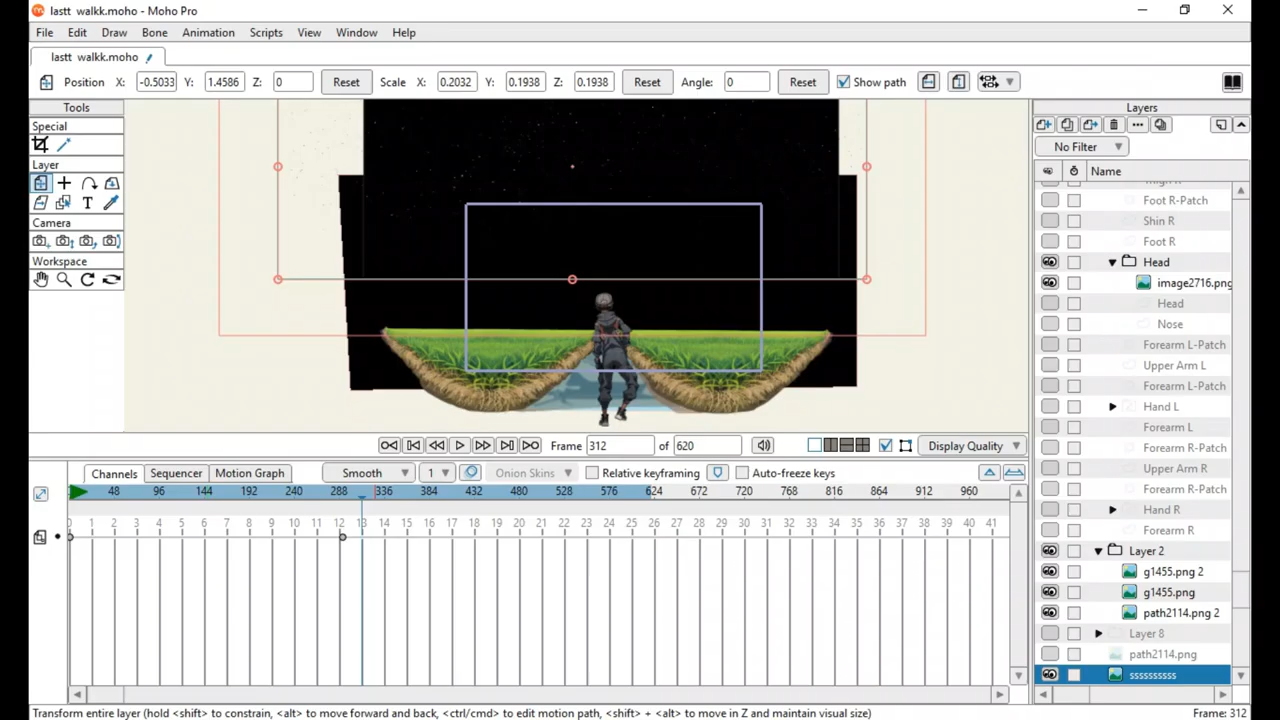 lastt walkk.moho - Moho Pro
File Edit Draw Bone Animation Scripts View Window Help
lastt walkk.moho
Position X: -0.5033 Y: 1.4586 Z: 0 Reset Scale X: 0.2032 Y: 0.1938 Z: 0.1938 Reset Angle: 0 Reset Show path
Tools
Special
Layer
Camera
Workspace
Layers
No Filter
Name
Foot R-Patch
Shin R
Foot R
Head
image2716.png
Head
Nose
Forearm L-Patch
Upper Arm L
Forearm L-Patch
Hand L
Forearm L
Forearm R-Patch
Upper Arm R
Forearm R-Patch
Hand R
Forearm R
Layer 2
g1455.png 2
g1455.png
path2114.png 2
Layer 8
path2114.png
ssssssssss
Frame 312 of 620 Display Quality
Channels Sequencer Motion Graph Smooth 1 Onion Skins Relative keyframing Auto-freeze keys
48 96 144 192 240 288 336 384 432 480 528 576 624 672 720 768 816 864 912 960
0 1 2 3 4 5 6 7 8 9 10 11 12 13 14 15 16 17 18 19 20 21 22 23 24 25 26 27 28 29 30 31 32 33 34 35 36 37 38 39 40 41
Transform entire layer (hold <shift> to constrain, <alt> to move forward and back, <ctrl/cmd> to edit motion path, <shift> + <alt> to move in Z and maintain visual size) Frame: 312